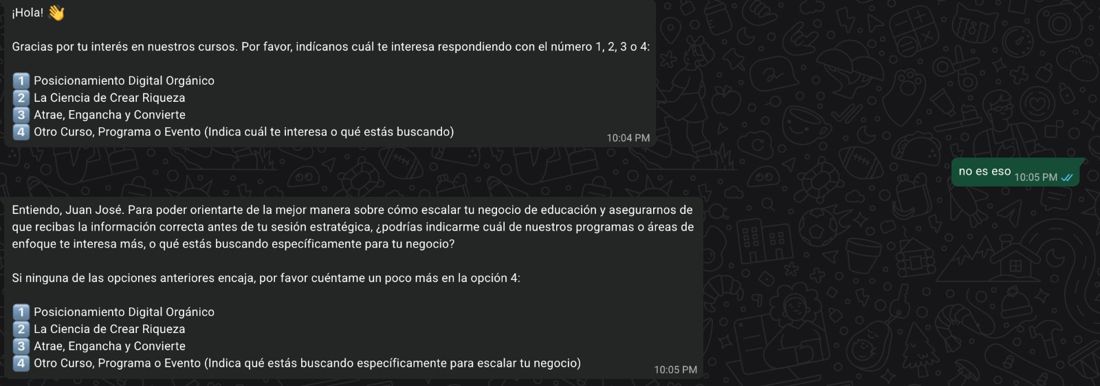 ¡Hola! 👋
Gracias por tu interés en nuestros cursos. Por favor, indícanos cuál te interesa respondiendo con el número 1, 2, 3 o 4:
1️⃣ Posicionamiento Digital Orgánico
2️⃣ La Ciencia de Crear Riqueza
3️⃣ Atrae, Engancha y Convierte
4️⃣ Otro Curso, Programa o Evento (Indica cuál te interesa o qué estás buscando)
10:04 PM
no es eso 10:05 PM
Entiendo, Juan José. Para poder orientarte de la mejor manera sobre cómo escalar tu negocio de educación y asegurarnos de
que recibas la información correcta antes de tu sesión estratégica, ¿podrías indicarme cuál de nuestros programas o áreas de
enfoque te interesa más, o qué estás buscando específicamente para tu negocio?
Si ninguna de las opciones anteriores encaja, por favor cuéntame un poco más en la opción 4:
1️⃣ Posicionamiento Digital Orgánico
2️⃣ La Ciencia de Crear Riqueza
3️⃣ Atrae, Engancha y Convierte
4️⃣ Otro Curso, Programa o Evento (Indica qué estás buscando específicamente para escalar tu negocio)
10:05 PM